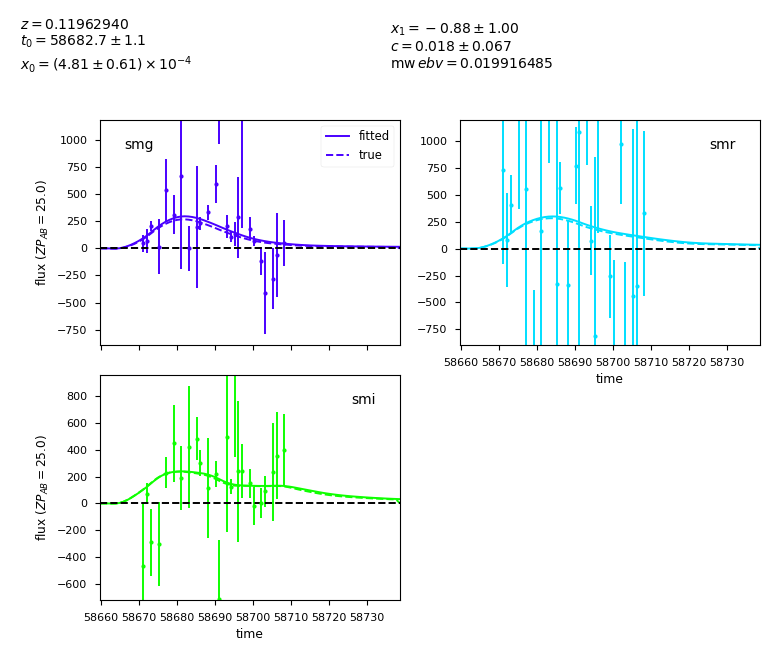 z = 0.11962940
t₀ = 58682.7 ± 1.1
x₀ = (4.81 ± 0.61) × 10⁻⁴
x₁ = −0.88 ± 1.00
c = 0.018 ± 0.067
mw ebv = 0.019916485
smg
fitted
true
1000
750
500
250
0
−250
−500
−750
flux (ZP_AB = 25.0)
smr
1000
750
500
250
0
−250
−500
−750
58660 58670 58680 58690 58700 58710 58720 58730
time
smi
800
600
400
200
0
−200
−400
−600
flux (ZP_AB = 25.0)
58660 58670 58680 58690 58700 58710 58720 58730
time